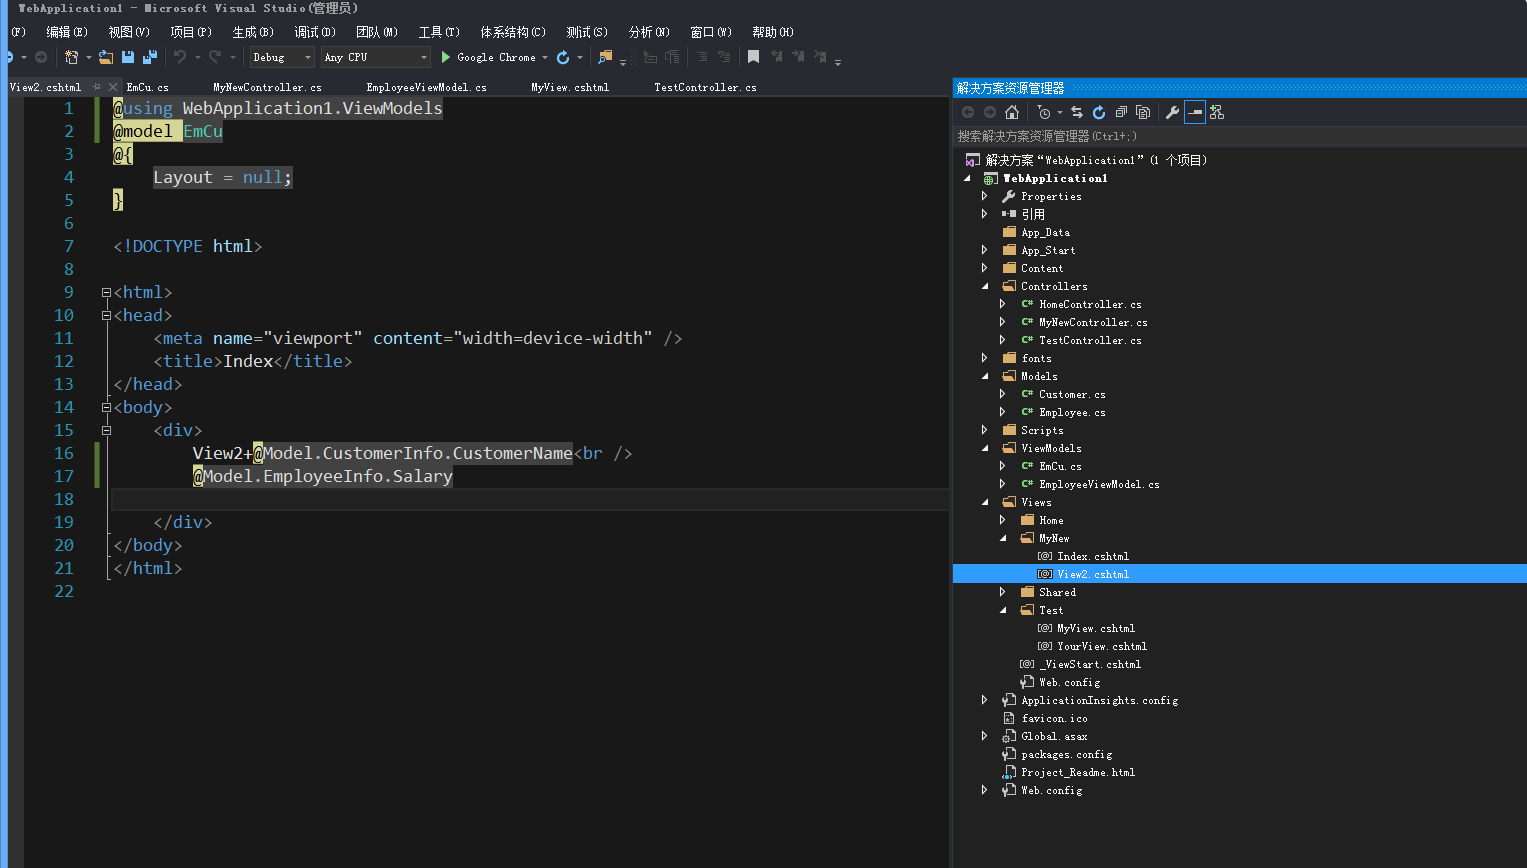 WebApplication1 - Microsoft Visual Studio(管理员)
(F) 编辑(E) 视图(V) 项目(P) 生成(B) 调试(D) 团队(M) 工具(T) 体系结构(C) 测试(S) 分析(N) 窗口(W) 帮助(H)
Debug Any CPU Google Chrome
View2.cshtml EmCu.cs MyNewController.cs EmployeeViewModel.cs MyView.cshtml TestController.cs
1 @using WebApplication1.ViewModels
2 @model EmCu
3 @{
4 Layout = null;
5 }
6
7 <!DOCTYPE html>
8
9 <html>
10 <head>
11 <meta name="viewport" content="width=device-width" />
12 <title>Index</title>
13 </head>
14 <body>
15 <div>
16 View2+@Model.CustomerInfo.CustomerName<br />
17 @Model.EmployeeInfo.Salary
18
19 </div>
20 </body>
21 </html>
22
解决方案资源管理器
搜索解决方案资源管理器(Ctrl+;)
解决方案“WebApplication1”(1 个项目)
WebApplication1
Properties
引用
App_Data
App_Start
Content
Controllers
C# HomeController.cs
C# MyNewController.cs
C# TestController.cs
fonts
Models
C# Customer.cs
C# Employee.cs
Scripts
ViewModels
C# EmCu.cs
C# EmployeeViewModel.cs
Views
Home
MyNew
[@] Index.cshtml
[@] View2.cshtml
Shared
Test
[@] MyView.cshtml
[@] YourView.cshtml
[@] _ViewStart.cshtml
Web.config
ApplicationInsights.config
favicon.ico
Global.asax
packages.config
Project_Readme.html
Web.config